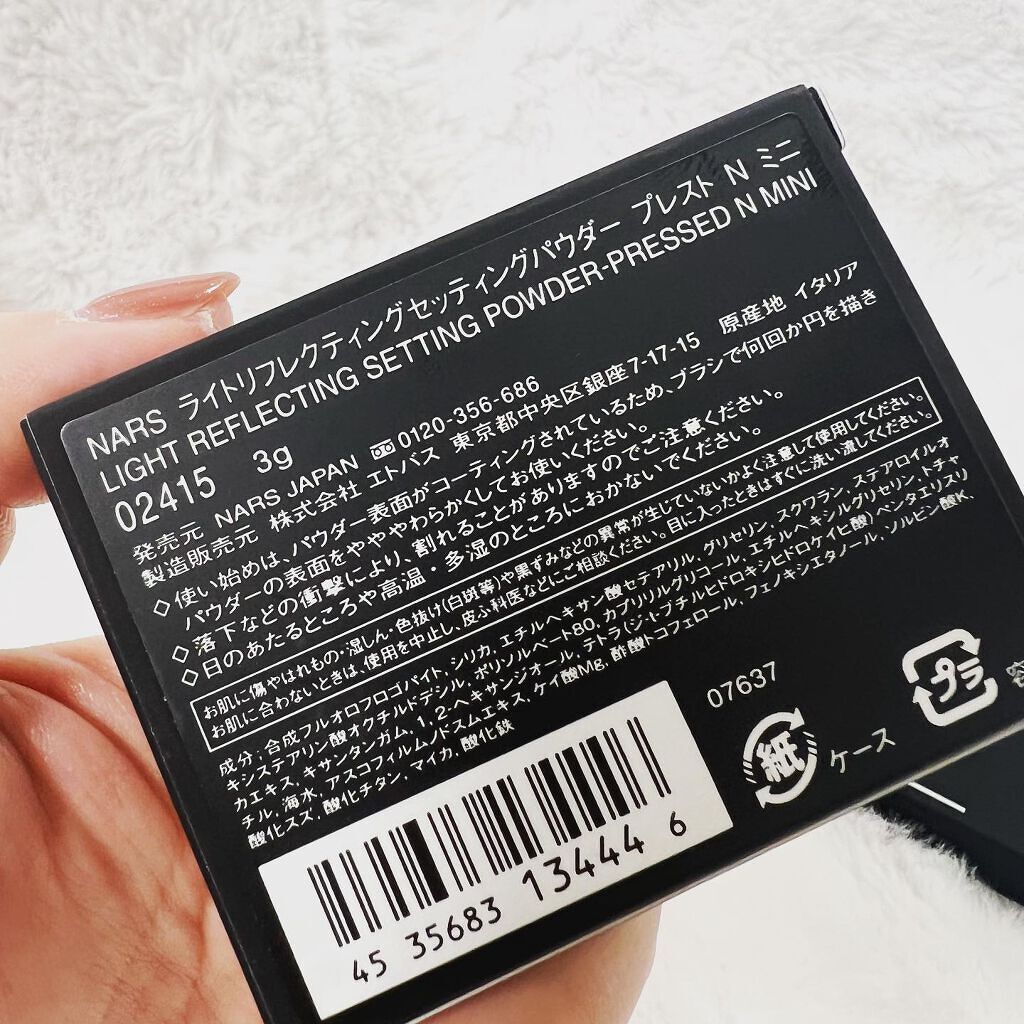 NARS ライトリフレクティングセッティングパウダー プレスト N ミニ
LIGHT REFLECTING SETTING POWDER-PRESSED N MINI
02415 3g
発売元 NARS JAPAN 0120-356-686
製造販売元 株式会社 エトバス 東京都中央区銀座7-17-15 原産地 イタリア
◇使い始めは、パウダー表面がコーティングされているため、ブラシで何回か円を描き
パウダーの表面をややわらかくしてお使いください。
◇落下などの衝撃により、割れることがありますのでご注意ください。
◇日のあたるところや高温・多湿のところにおかないでください。
お肌に傷やはれもの・湿しん・色抜け(白斑等)や黒ずみなどの異常が生じていないかよく注意して使用してください。
お肌に合わないときは、使用を中止し、皮ふ科医などにご相談ください。目に入ったときはすぐに洗い流してください。
成分:合成フルオロフロゴパイト、シリカ、エチルヘキサン酸セテアリル、グリセリン、スクワラン、ステアロイルオ
キシステアリン酸オクチルドデシル、ポリソルベート80、カプリリルグリコール、エチルヘキシルグリセリン、トチャ
カエキス、キサンタンガム、1,2-ヘキサンジオール、テトラ(ジ-t-ブチルヒドロキシヒドロケイヒ酸)ペンタエリスリ
チル、海水、アスコフィルムノドスムエキス、ケイ酸Mg、酢酸トコフェロール、フェノキシエタノール、ソルビン酸K、
酸化スズ、酸化チタン、マイカ、酸化鉄
07637
紙
ケース
プラ
45 35683 13444 6